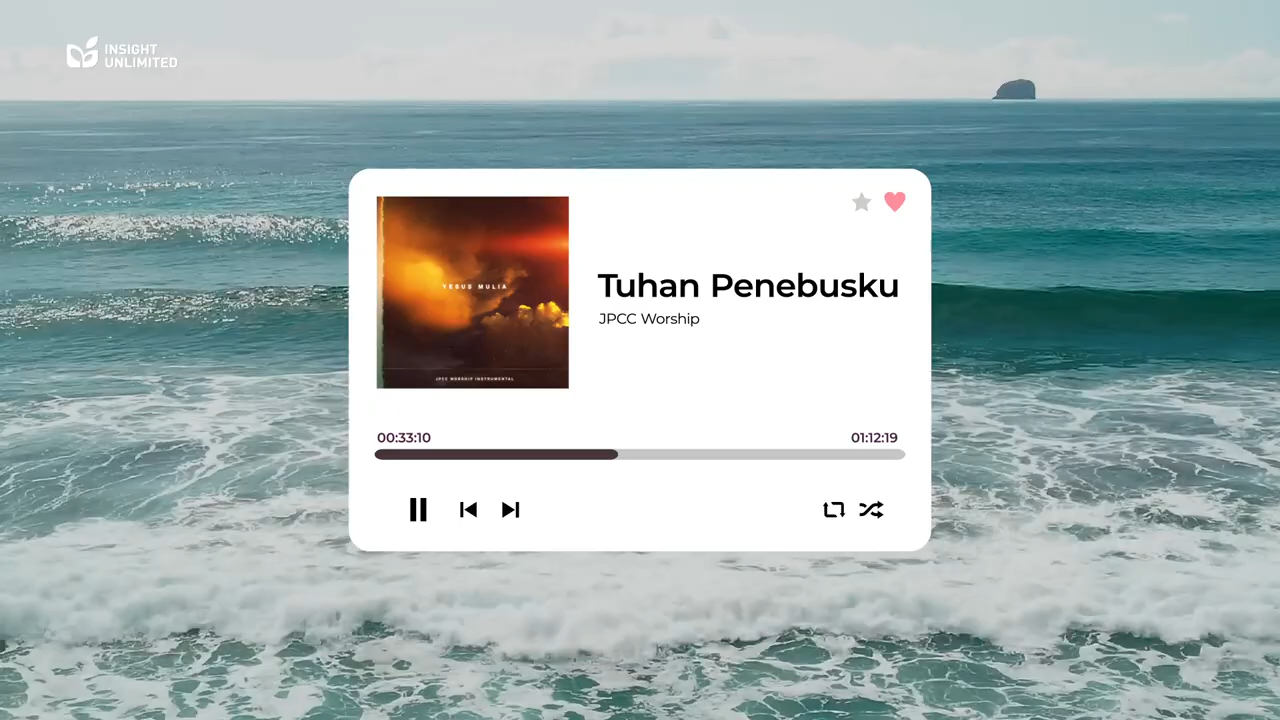 INSIGHT
UNLIMITED
YESUS MULIA
JPCC WORSHIP INSTRUMENTAL
Tuhan Penebusku
JPCC Worship
00:33:10
01:12:19